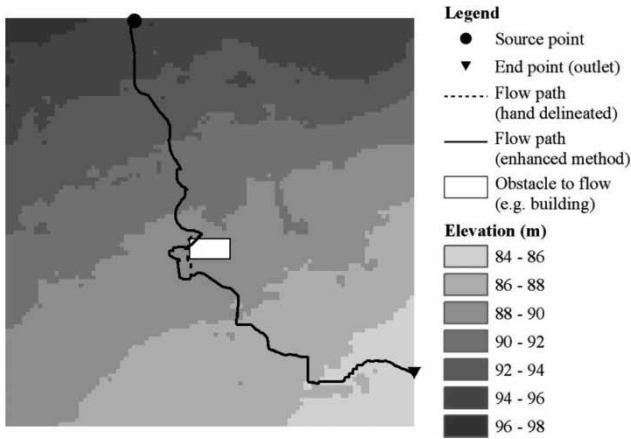 Legend
Source point
End point (outlet)
Flow path
(hand delineated)
Flow path
(enhanced method)
Obstacle to flow
(e.g. building)
Elevation (m)
84 - 86
86 - 88
88 - 90
90 - 92
92 - 94
94 - 96
96 - 98